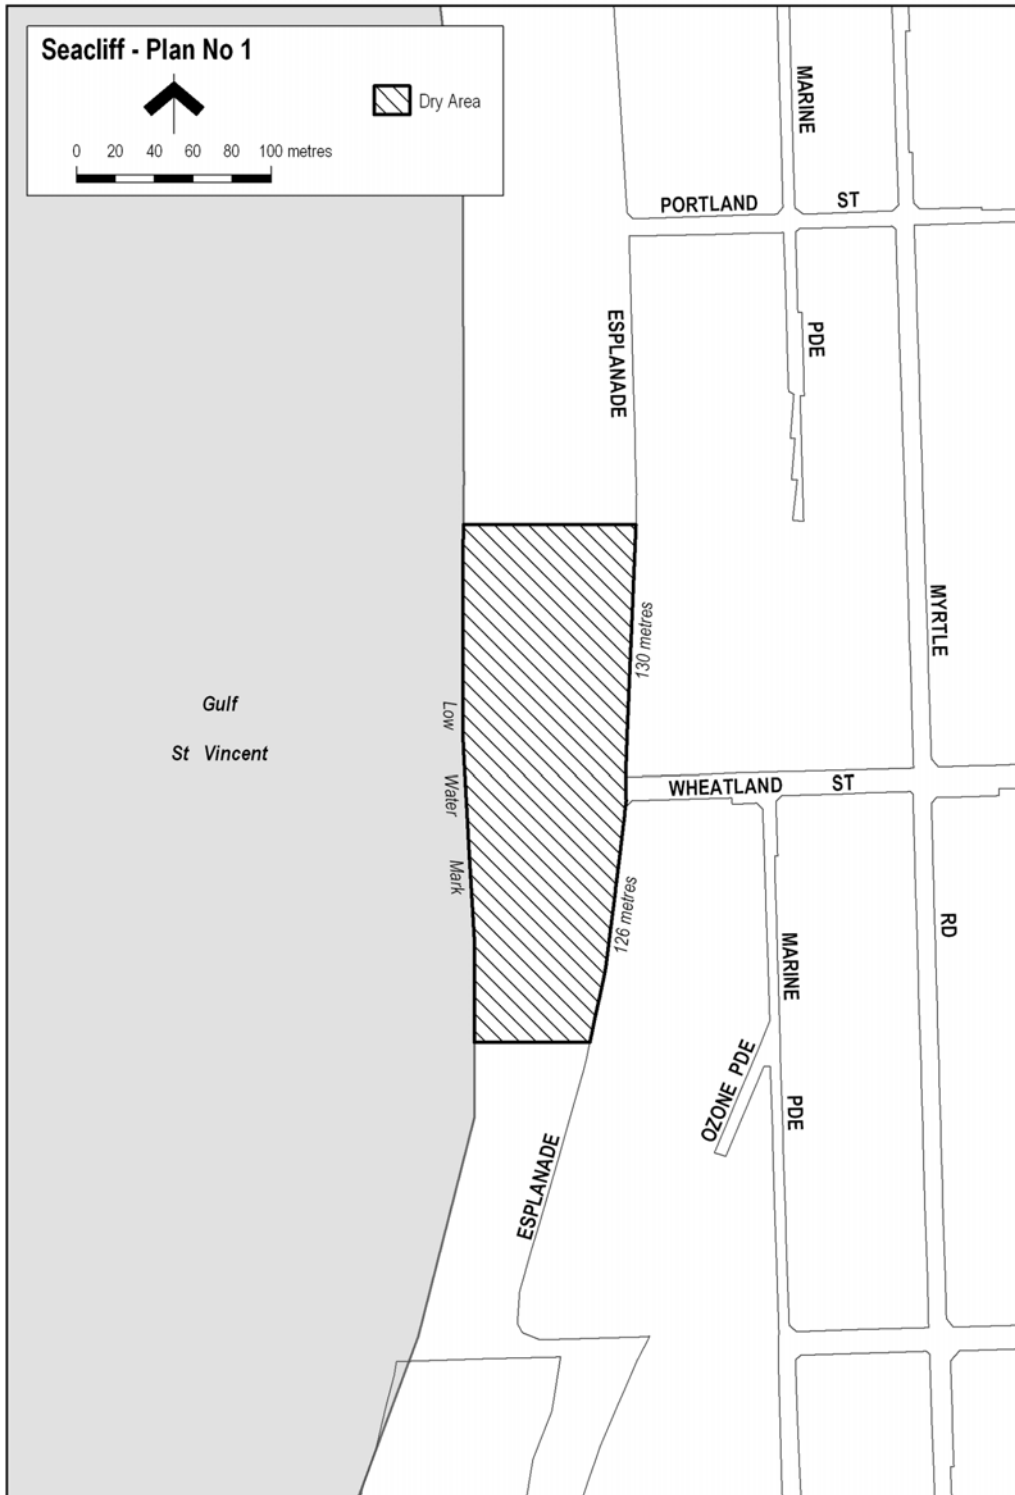 Seacliff - Plan No 1
Dry Area
0 20 40 60 80 100 metres
MARINE
PORTLAND ST
ESPLANADE
PDE
130 metres
MYRTLE
Gulf
St Vincent
Low
Water
Mark
WHEATLAND ST
126 metres
RD
MARINE
OZONE PDE
PDE
ESPLANADE